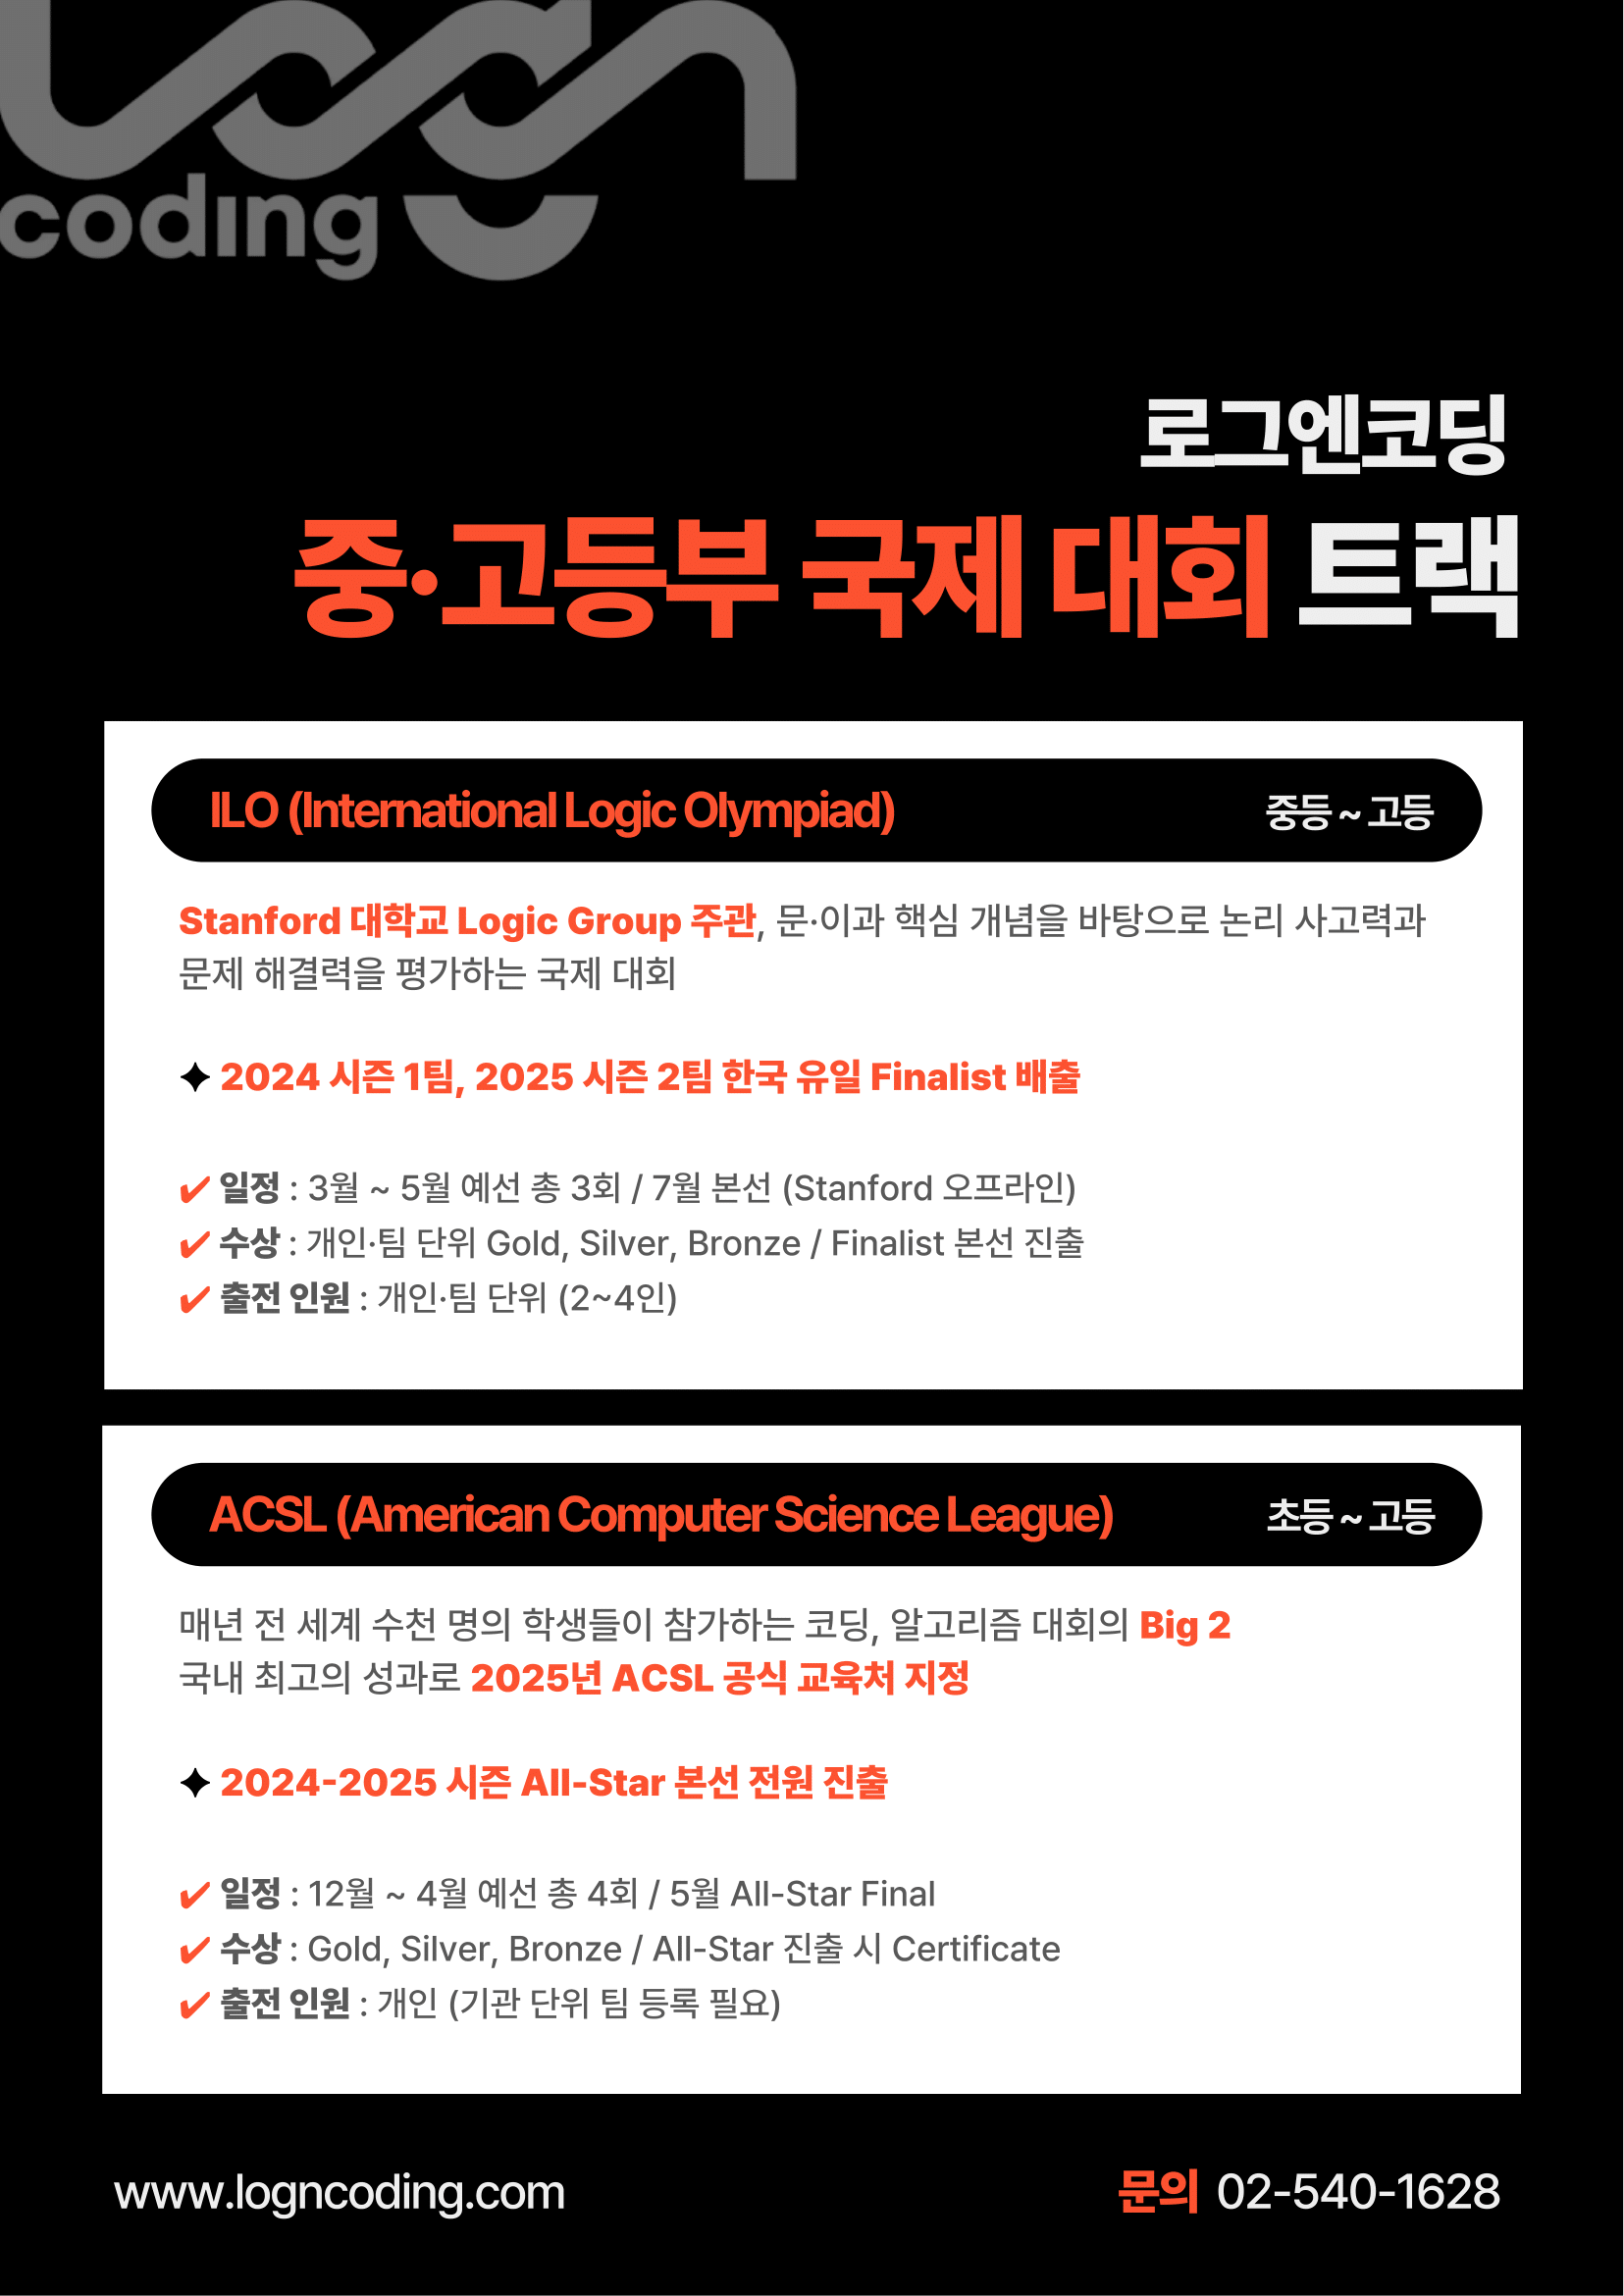 logn
coding
로그엔코딩
중·고등부 국제 대회 트랙
ILO (International Logic Olympiad)
중등 ~ 고등
Stanford 대학교 Logic Group 주관, 문·이과 핵심 개념을 바탕으로 논리 사고력과
문제 해결력을 평가하는 국제 대회
✦ 2024 시즌 1팀, 2025 시즌 2팀 한국 유일 Finalist 배출
✔ 일정 : 3월 ~ 5월 예선 총 3회 / 7월 본선 (Stanford 오프라인)
✔ 수상 : 개인·팀 단위 Gold, Silver, Bronze / Finalist 본선 진출
✔ 출전 인원 : 개인·팀 단위 (2~4인)
ACSL (American Computer Science League)
초등 ~ 고등
매년 전 세계 수천 명의 학생들이 참가하는 코딩, 알고리즘 대회의 Big 2
국내 최고의 성과로 2025년 ACSL 공식 교육처 지정
✦ 2024-2025 시즌 All-Star 본선 전원 진출
✔ 일정 : 12월 ~ 4월 예선 총 4회 / 5월 All-Star Final
✔ 수상 : Gold, Silver, Bronze / All-Star 진출 시 Certificate
✔ 출전 인원 : 개인 (기관 단위 팀 등록 필요)
www.logncoding.com
문의 02-540-1628